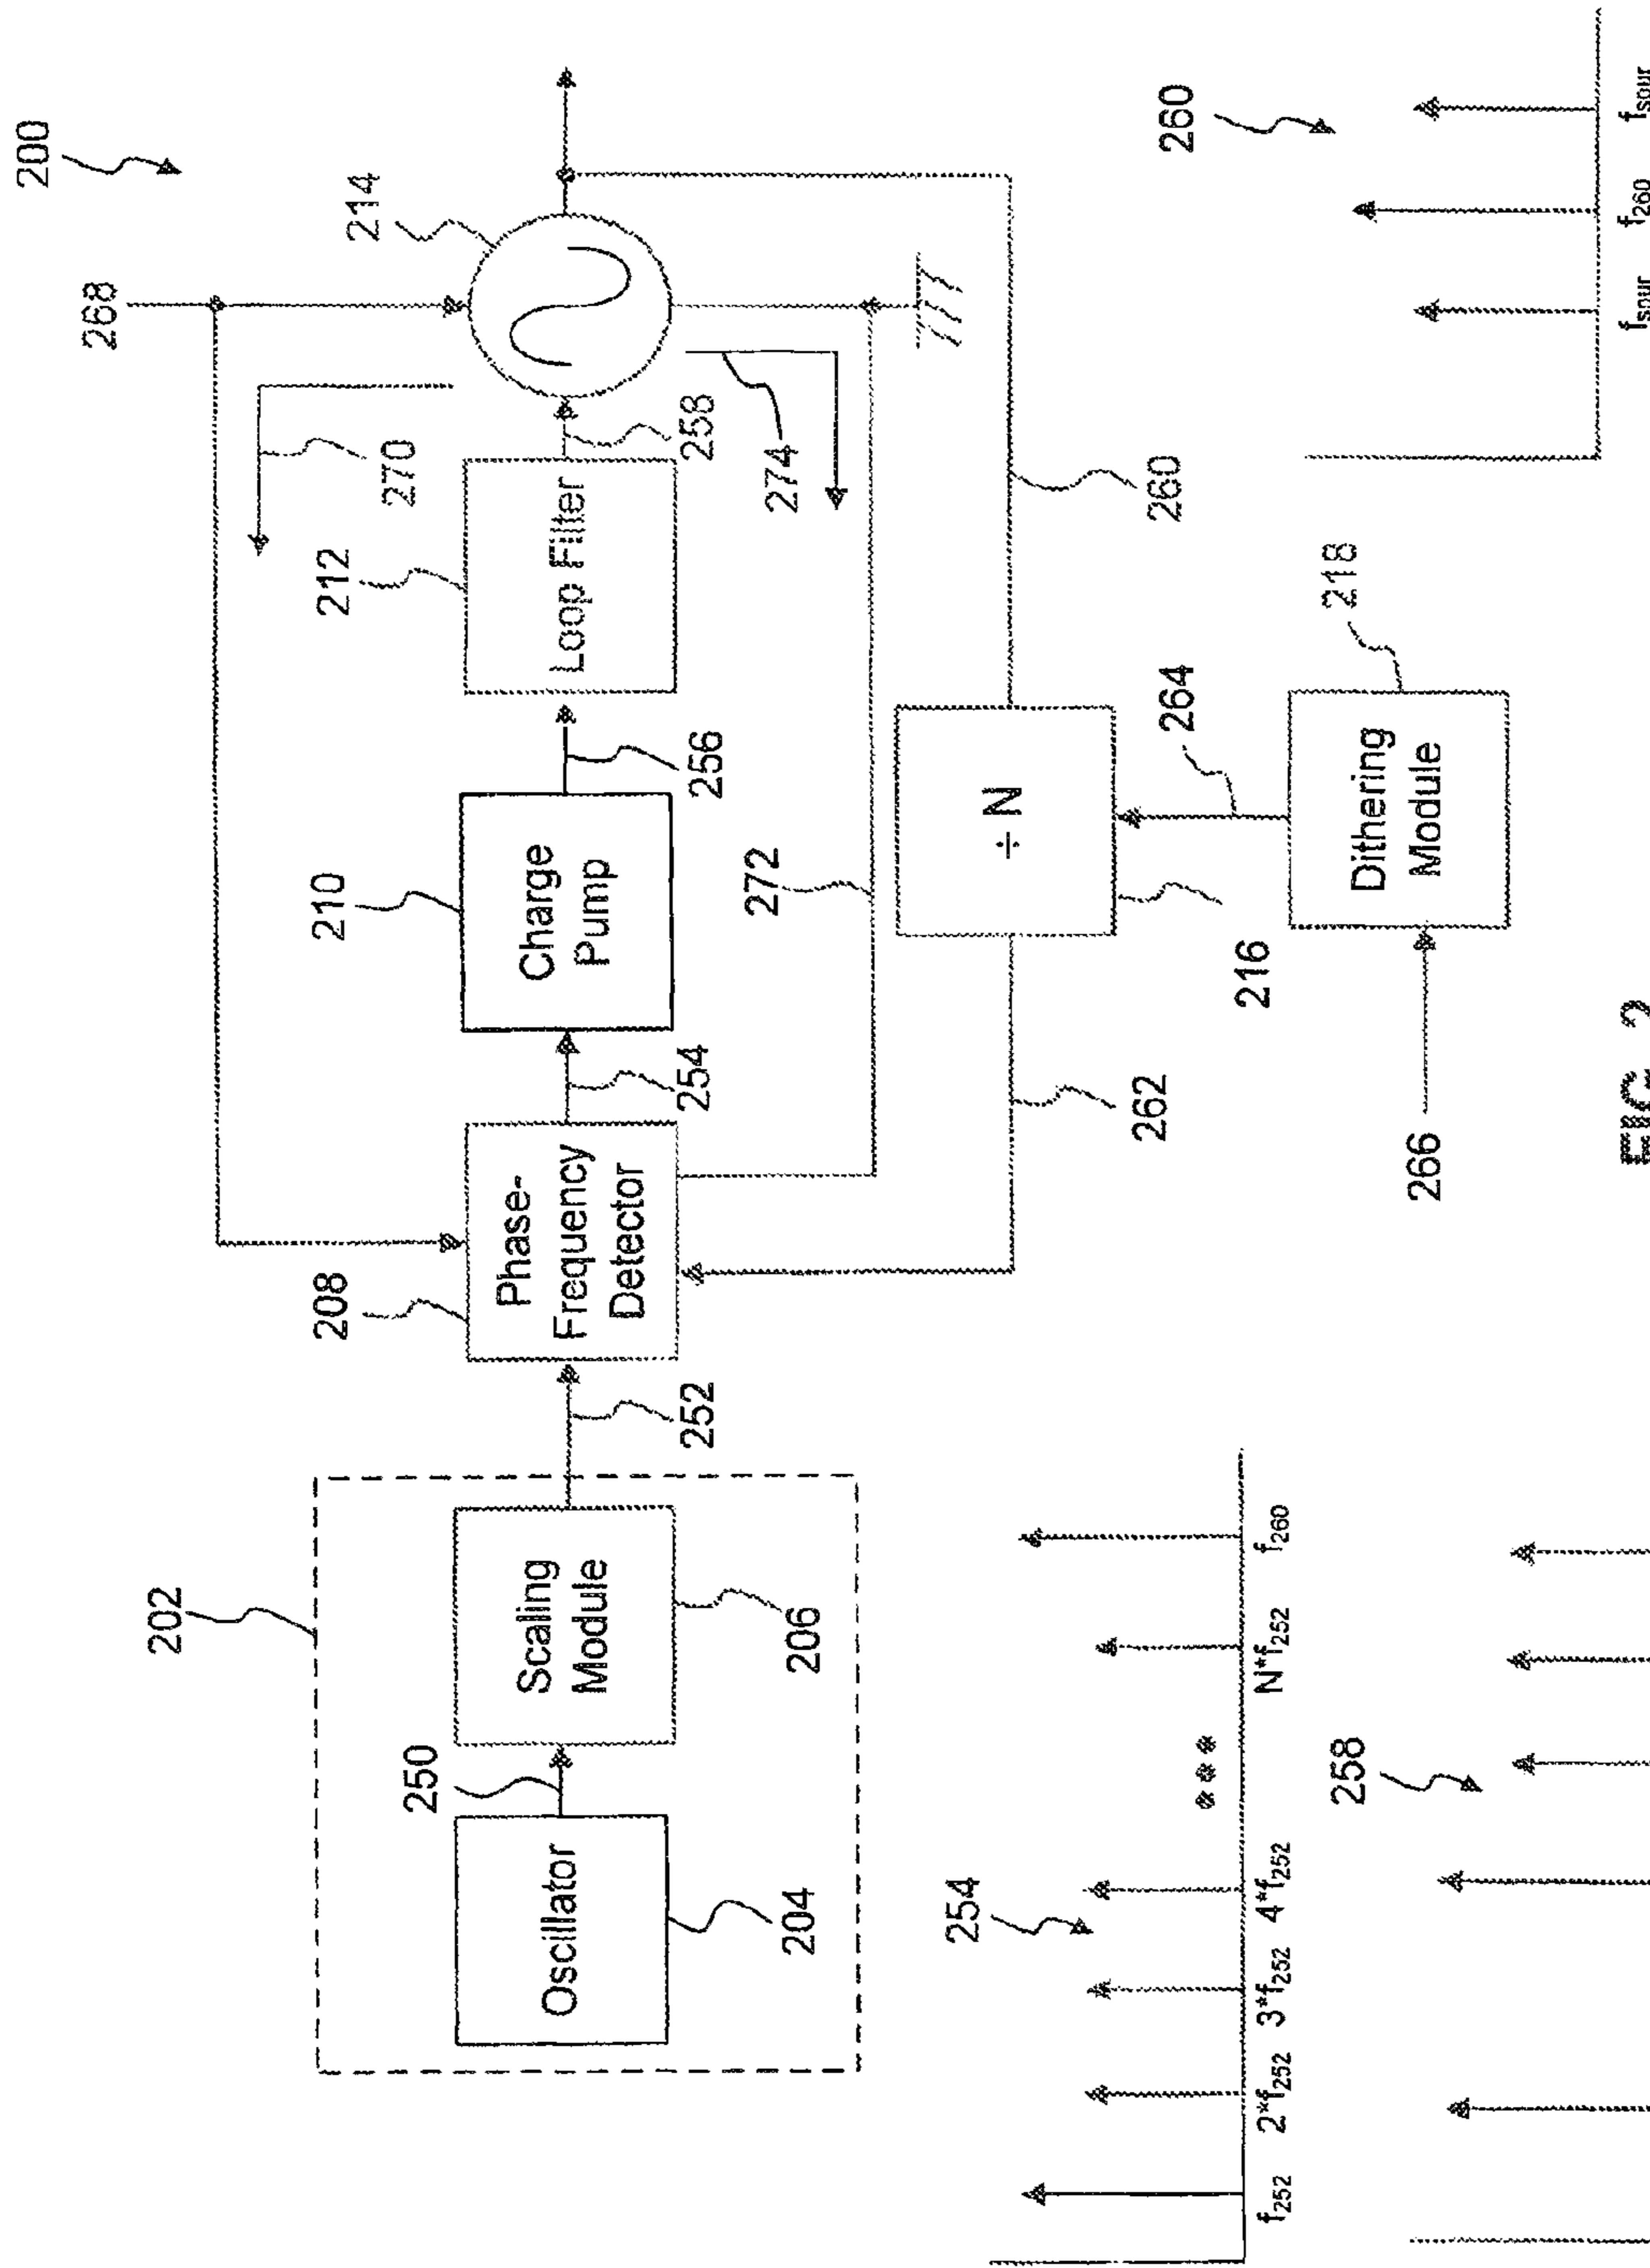 200
268
214
270
212
Loop Filter
258
274
210
Charge
Pump
256
272
260
208
Phase-
Frequency
Detector
254
262
÷ N
216
264
Dithering
Module
218
266
252
202
Scaling
Module
206
250
Oscillator
204
254
f252
2*f252
3*f252
4*f252
N*f252
f260
258
260
fspur
f260
fspur
FIG. 2